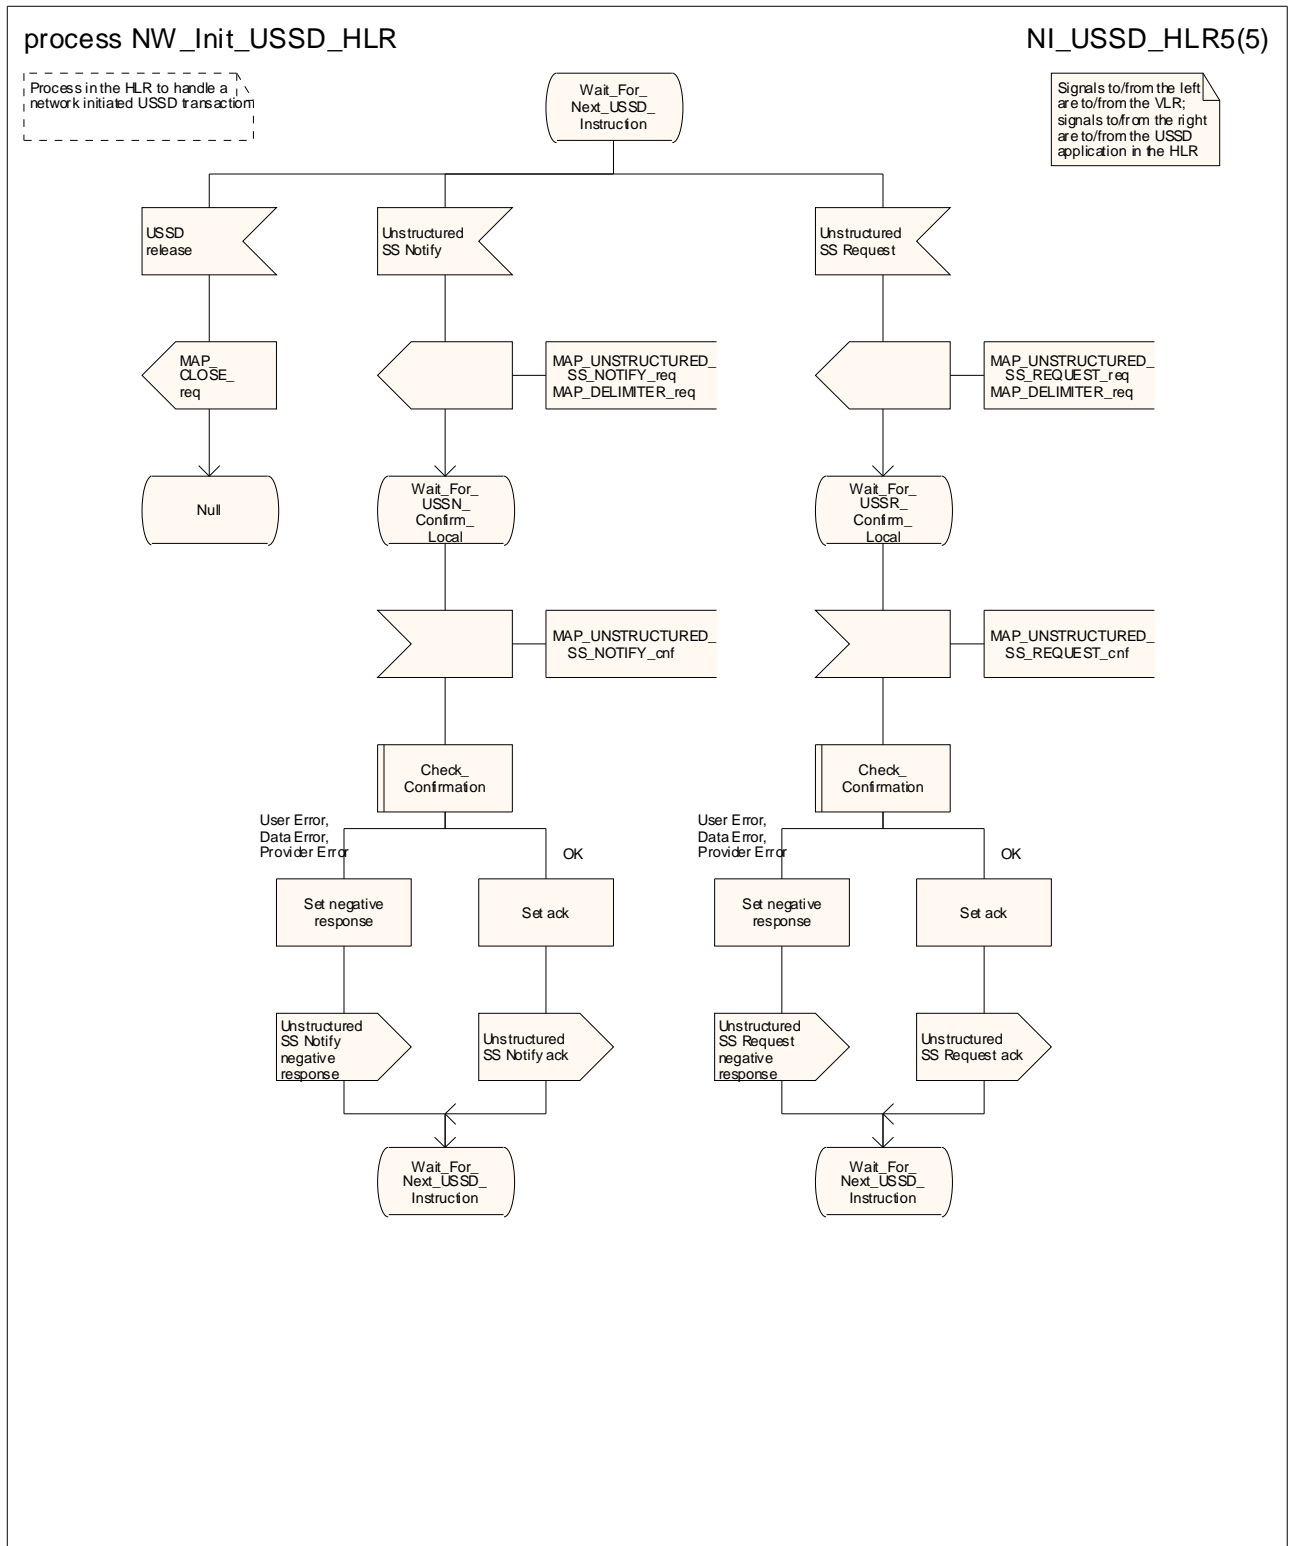 process NW_Init_USSD_HLR
NI_USSD_HLR5(5)
Process in the HLR to handle a
network initiated USSD transaction
Wait_For_
Next_USSD_
Instruction
Signals to/from the left
are to/from the VLR;
signals to/from the right
are to/from the USSD
application in the HLR
USSD
release
Unstructured
SS Notify
Unstructured
SS Request
MAP_
CLOSE_
req
MAP_UNSTRUCTURED_
SS_NOTIFY_req
MAP_DELIMITER_req
MAP_UNSTRUCTURED_
SS_REQUEST_req
MAP_DELIMITER_req
Null
Wait_For_
USSN_
Confirm_
Local
Wait_For_
USSR_
Confirm_
Local
MAP_UNSTRUCTURED_
SS_NOTIFY_cnf
MAP_UNSTRUCTURED_
SS_REQUEST_cnf
Check_
Confirmation
Check_
Confirmation
User Error,
Data Error,
Provider Error
OK
User Error,
Data Error,
Provider Error
OK
Set negative
response
Set ack
Set negative
response
Set ack
Unstructured
SS Notify
negative
response
Unstructured
SS Notify ack
Unstructured
SS Request
negative
response
Unstructured
SS Request ack
Wait_For_
Next_USSD_
Instruction
Wait_For_
Next_USSD_
Instruction